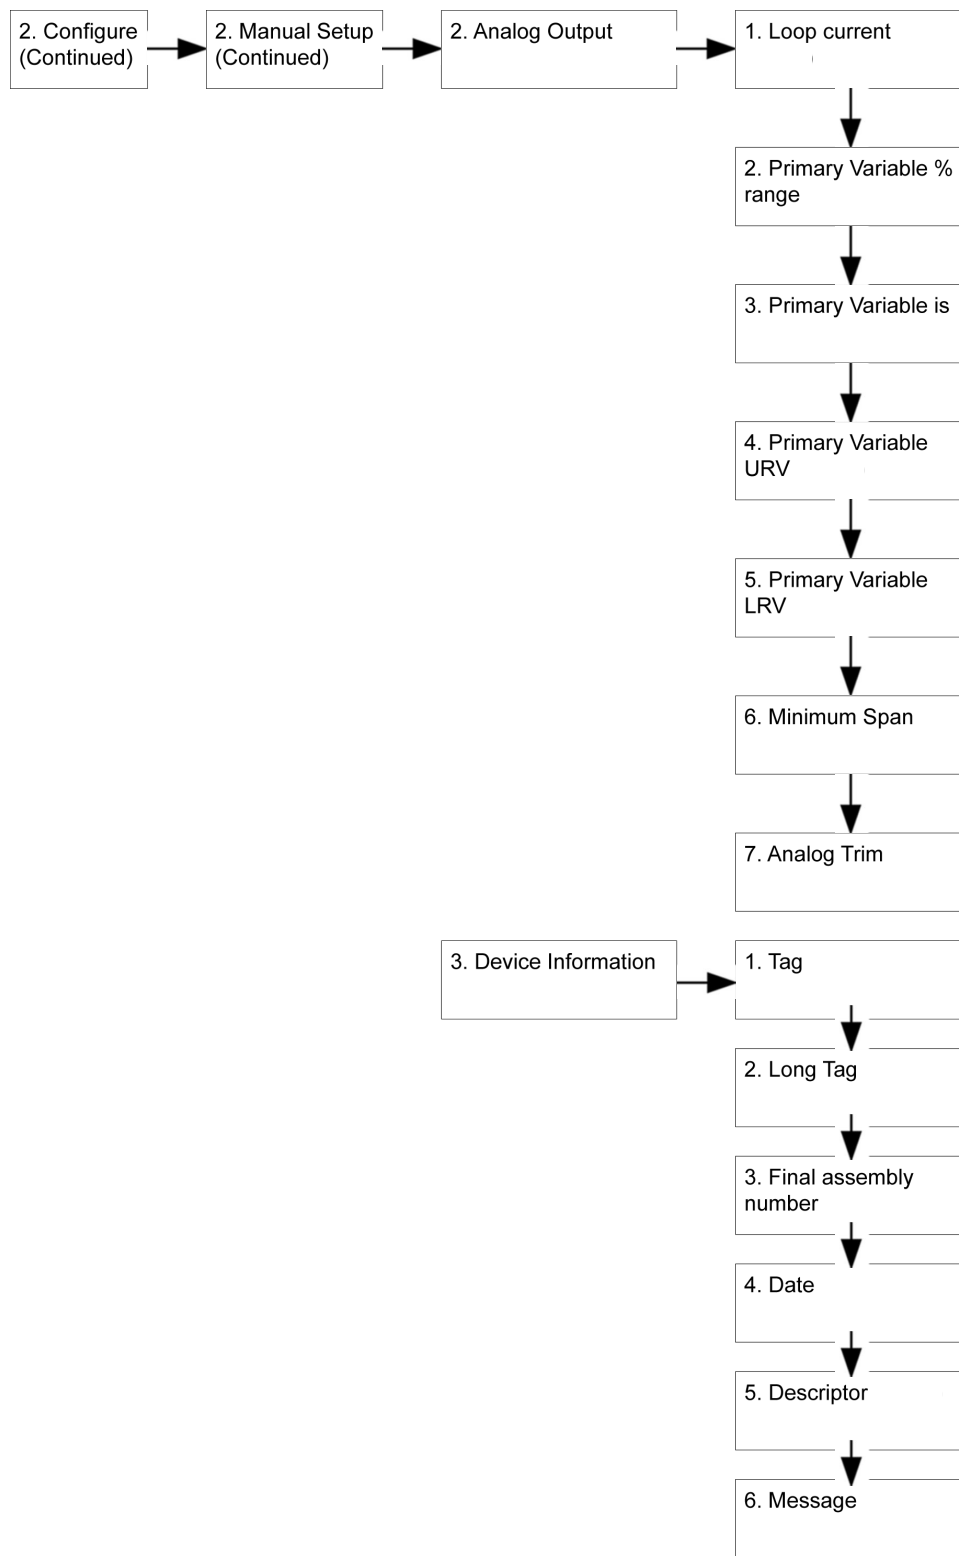 2. Configure
(Continued)
2. Manual Setup
(Continued)
2. Analog Output
1. Loop current
2. Primary Variable %
range
3. Primary Variable is
4. Primary Variable
URV
5. Primary Variable
LRV
6. Minimum Span
7. Analog Trim
3. Device Information
1. Tag
2. Long Tag
3. Final assembly
number
4. Date
5. Descriptor
6. Message